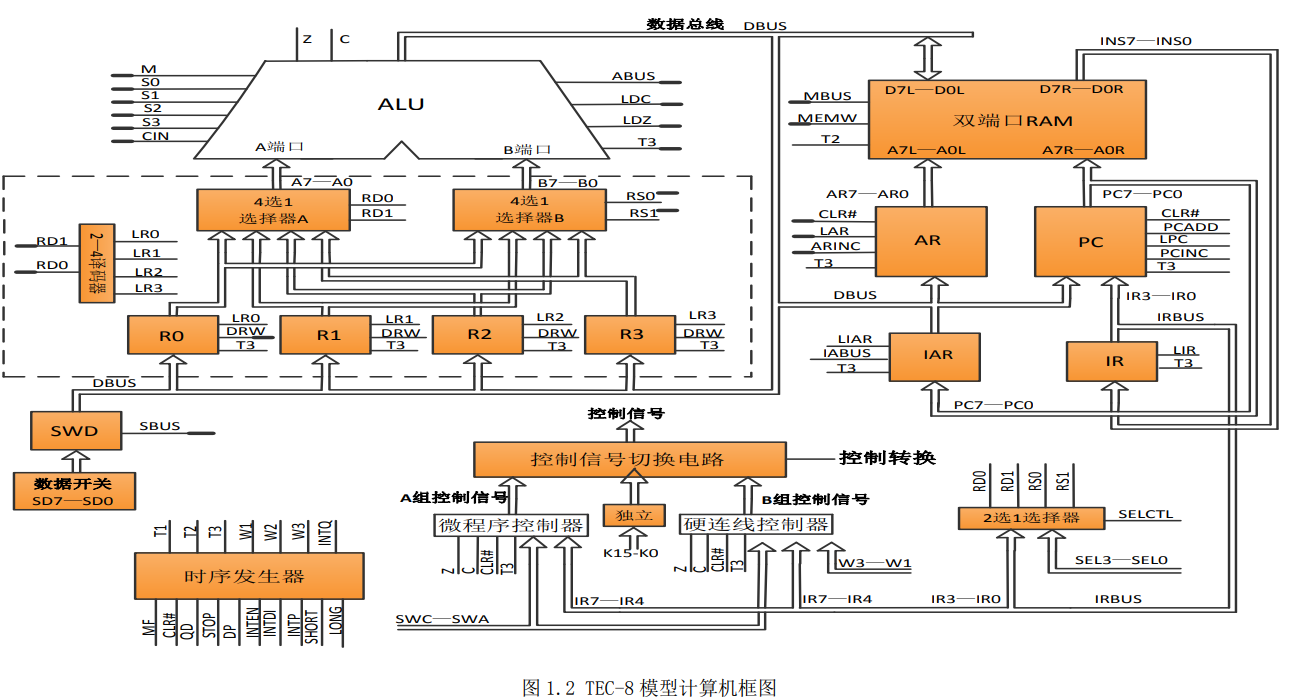 数据总线 DBUS
Z
C
INS7—INS0
M
S0
S1
S2
S3
CIN
ALU
A端口
B端口
ABUS
LDC
LDZ
T3
MBUS
MEMW
T2
D7L—D0L
D7R—D0R
双端口RAM
A7L—A0L
A7R—A0R
A7—A0
B7—B0
4选1
选择器A
RD0
RD1
4选1
选择器B
RS0
RS1
AR7—AR0
PC7—PC0
CLR#
LAR
ARINC
T3
AR
PC
CLR#
PCADD
LPC
PCINC
T3
RD1
RD0
2—4译码器
LR0
LR1
LR2
LR3
DBUS
IR3—IR0
IRBUS
R0
LR0
DRW
T3
R1
LR1
DRW
T3
R2
LR2
DRW
T3
R3
LR3
DRW
T3
LIAR
IABUS
T3
IAR
IR
LIR
T3
DBUS
PC7—PC0
SWD
SBUS
数据开关
SD7—SD0
控制信号
控制信号切换电路
控制转换
A组控制信号
B组控制信号
微程序控制器
独立
硬连线控制器
K15-K0
Z
C
CLR#
T3
Z
C
CLR#
T3
W3—W1
RD0
RD1
RS0
RS1
2选1选择器
SELCTL
SEL3—SEL0
T1
T2
T3
W1
W2
W3
INTQ
时序发生器
MF
CLR#
QD
STOP
DP
INTEN
INTDI
INTP
SHORT
LONG
IR7—IR4
IR7—IR4
IR3—IR0
IRBUS
SWC—SWA
图 1.2 TEC-8 模型计算机框图